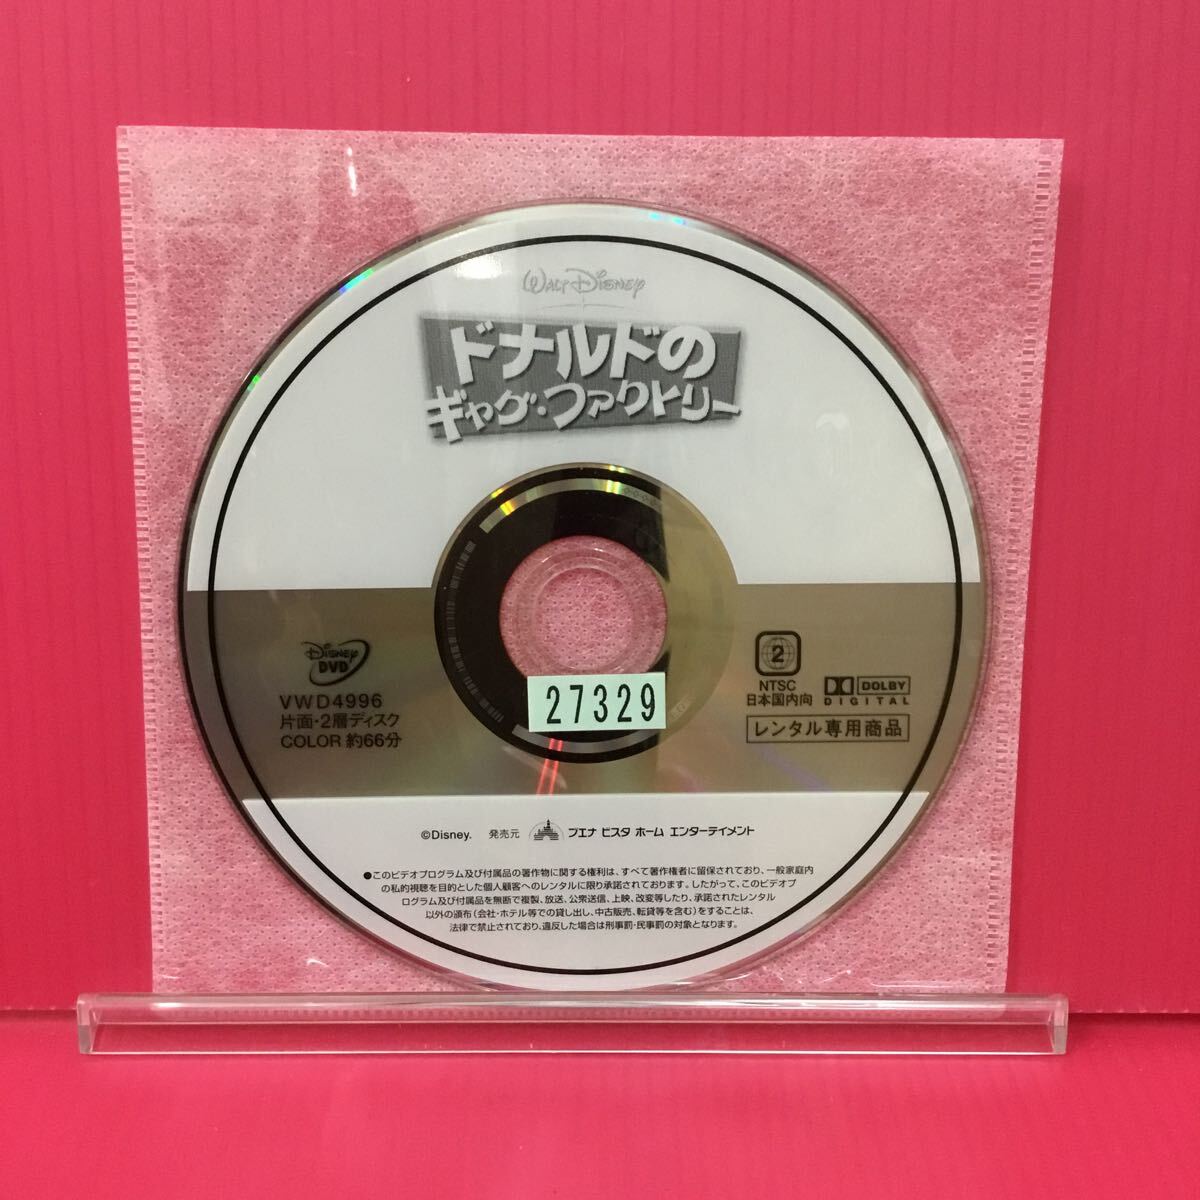 WALT DISNEY
ドナルドの
ギャグ・ファクトリー
DISNEY
DVD
VWD4996
片面・2層ディスク
COLOR 約66分
27329
2
NTSC
日本国内向
DOLBY
DIGITAL
レンタル専用商品
©Disney. 発売元 ブエナ ビスタ ホーム エンターテイメント
●このビデオプログラム及び付属品の著作物に関する権利は、すべて著作権者に留保されており、一般家庭内
の私的視聴を目的とした個人顧客へのレンタルに限り承諾されております。したがって、このビデオプ
ログラム及び付属品を無断で複製、放送、公衆送信、上映、改変等したり、承諾されたレンタル
以外の頒布(会社・ホテル等での貸し出し、中古販売、転貸等を含む)をすることは、
法律で禁止されており、違反した場合は刑事罰・民事罰の対象となります。